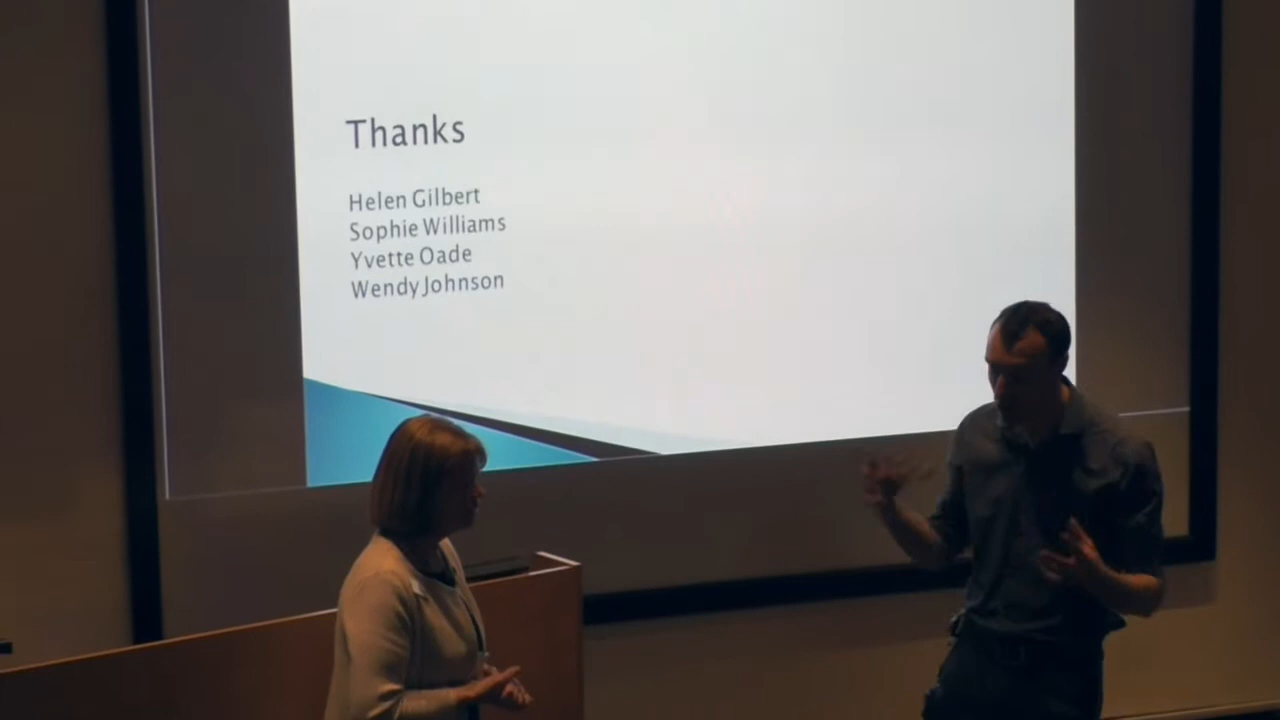 Thanks
Helen Gilbert
Sophie Williams
Yvette Oade
Wendy Johnson